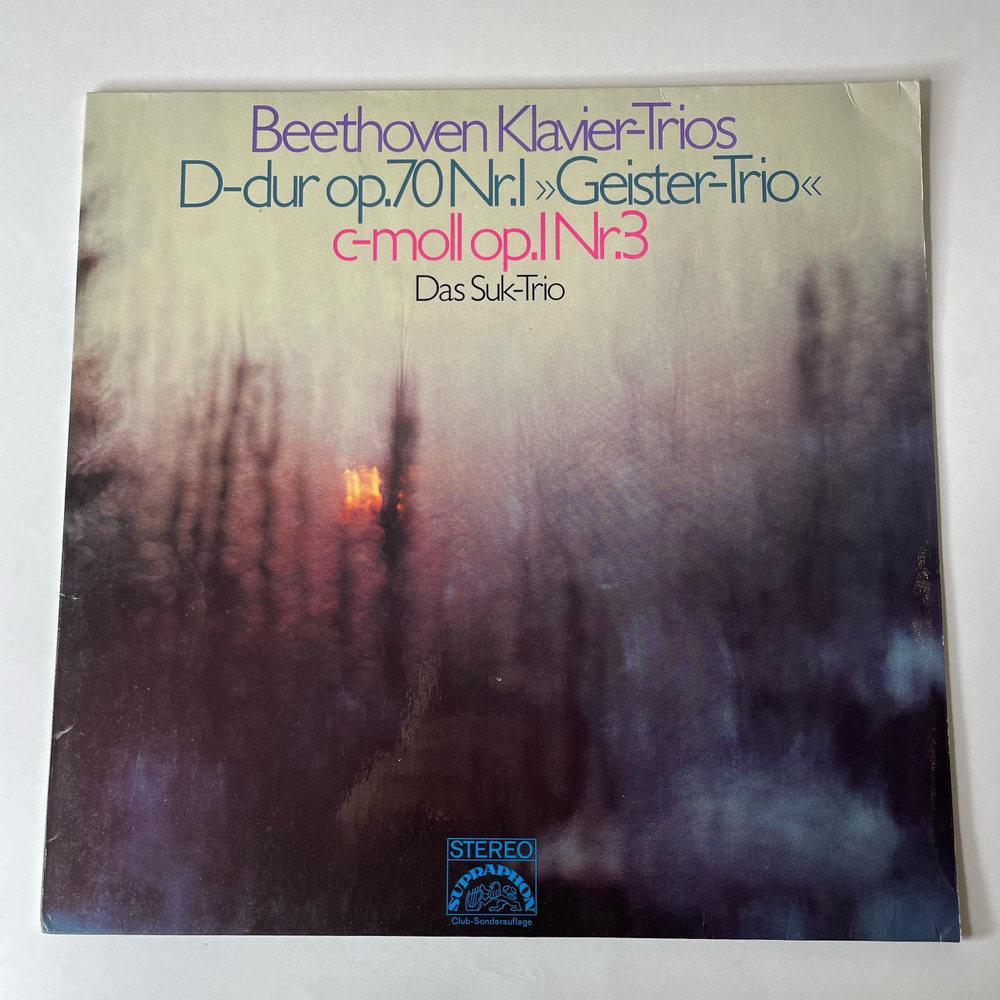 Beethoven Klavier-Trios
D-dur op.70 Nr.1 »Geister-Trio«
c-moll op.1 Nr.3
Das Suk-Trio
STEREO
SUPRAPHON
Club-Sonderauflage